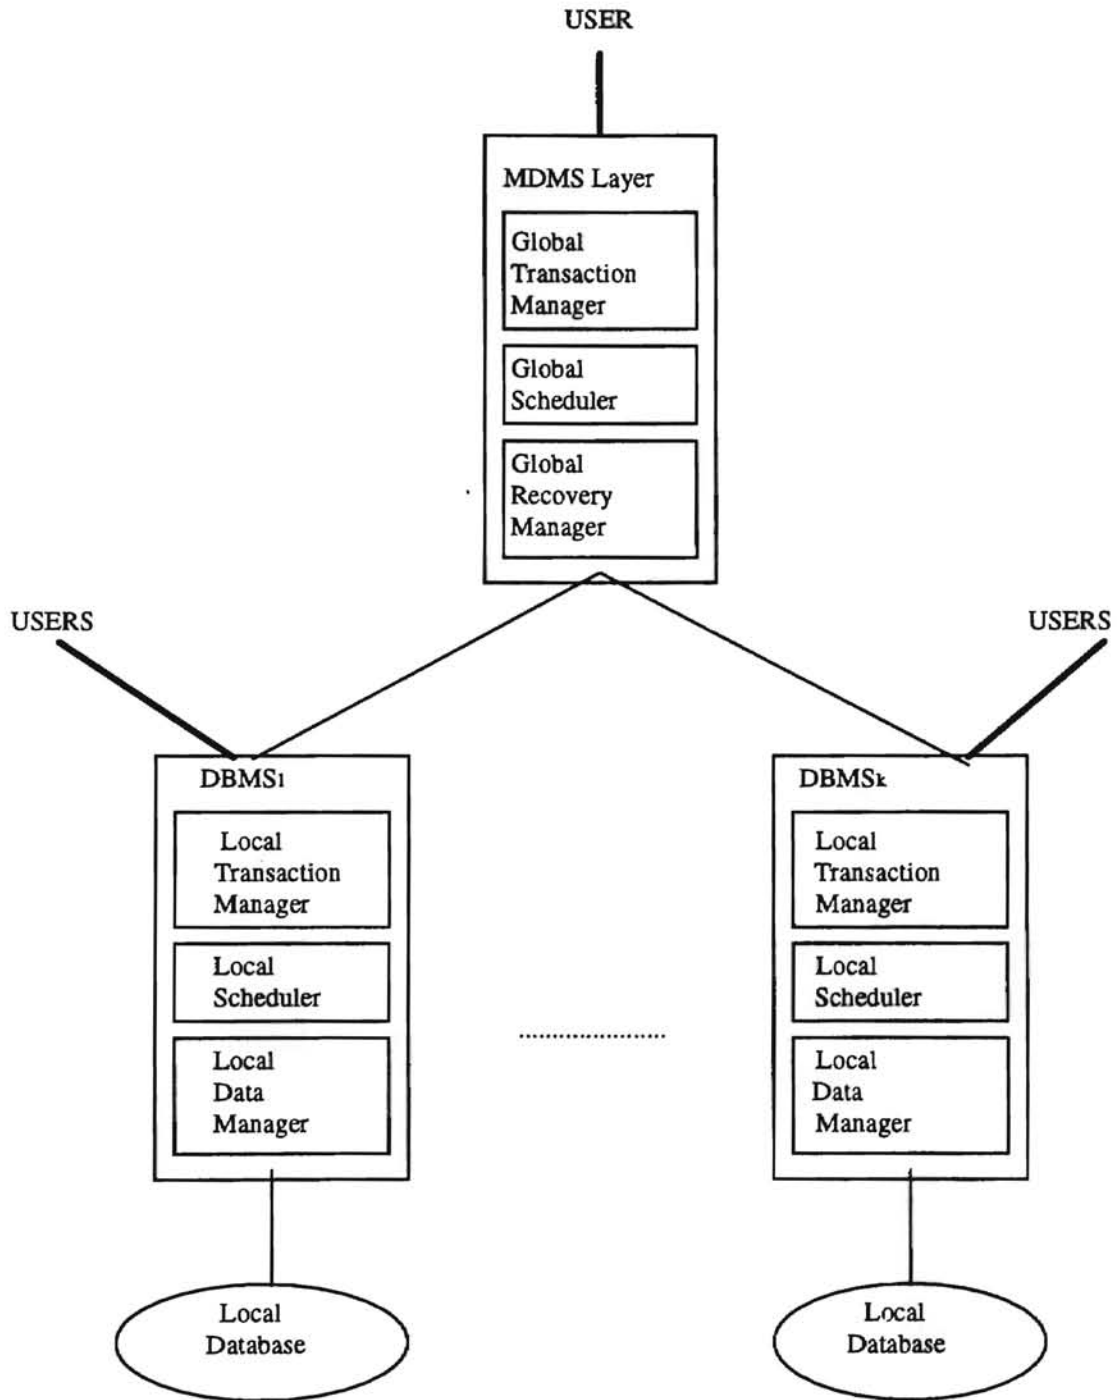 USER
MDMS Layer
Global
Transaction
Manager
Global
Scheduler
Global
Recovery
Manager
USERS
USERS
DBMS1
Local
Transaction
Manager
Local
Scheduler
Local
Data
Manager
Local
Database
DBMSk
Local
Transaction
Manager
Local
Scheduler
Local
Data
Manager
Local
Database